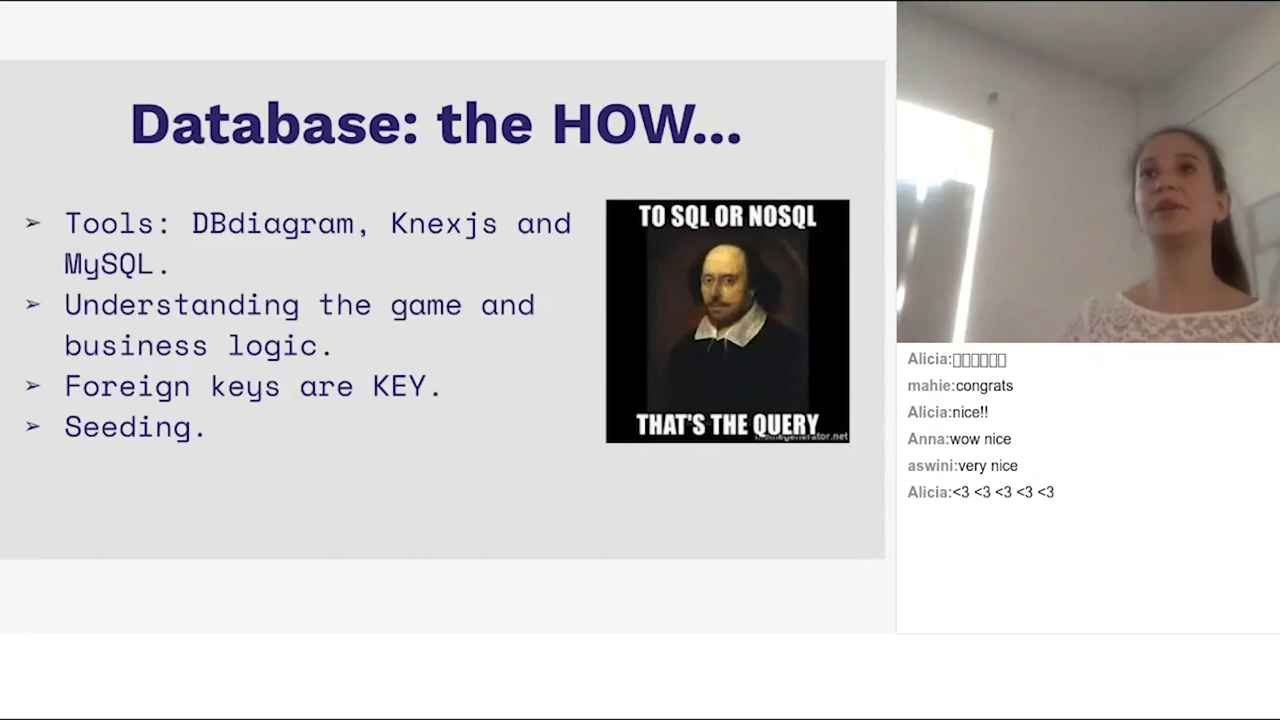 Database: the HOW...
➢ Tools: DBdiagram, Knexjs and
MySQL.
➢ Understanding the game and
business logic.
➢ Foreign keys are KEY.
➢ Seeding.
TO SQL OR NOSQL
THAT'S THE QUERY
Alicia:
mahie:congrats
Alicia:nice!!
Anna:wow nice
aswini:very nice
Alicia:<3 <3 <3 <3 <3